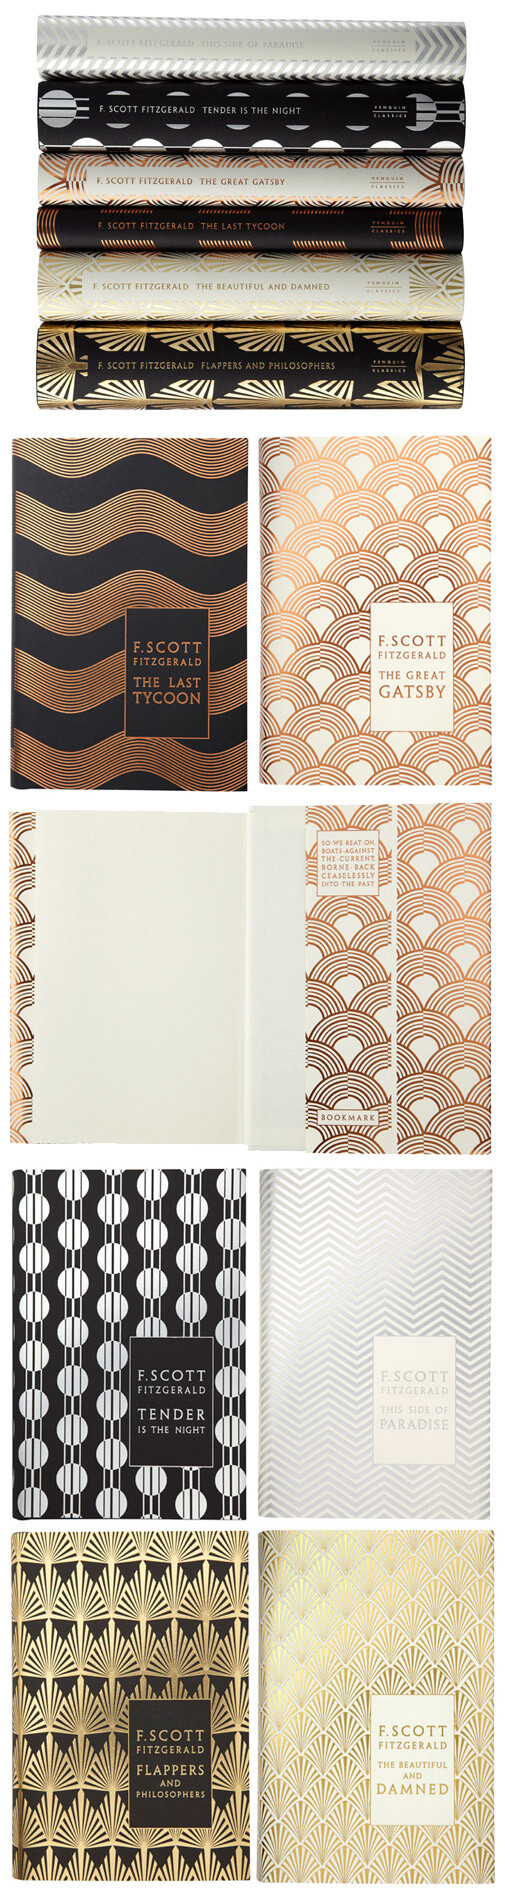 F. SCOTT FITZGERALD THIS SIDE OF PARADISE
PENGUIN
CLASSICS
F. SCOTT FITZGERALD TENDER IS THE NIGHT
PENGUIN
CLASSICS
F. SCOTT FITZGERALD THE GREAT GATSBY
PENGUIN
CLASSICS
F. SCOTT FITZGERALD THE LAST TYCOON
PENGUIN
CLASSICS
F. SCOTT FITZGERALD THE BEAUTIFUL AND DAMNED
PENGUIN
CLASSICS
F. SCOTT FITZGERALD FLAPPERS AND PHILOSOPHERS
PENGUIN
CLASSICS
F. SCOTT
FITZGERALD
THE LAST
TYCOON
F. SCOTT
FITZGERALD
THE GREAT
GATSBY
SO·WE·BEAT·ON,
BOATS·AGAINST
THE·CURRENT,
BORNE·BACK
CEASELESSLY
INTO·THE·PAST
BOOKMARK
F. SCOTT
FITZGERALD
TENDER
IS THE NIGHT
F. SCOTT
FITZGERALD
THIS SIDE OF
PARADISE
F. SCOTT
FITZGERALD
FLAPPERS
AND
PHILOSOPHERS
F. SCOTT
FITZGERALD
THE BEAUTIFUL
AND
DAMNED